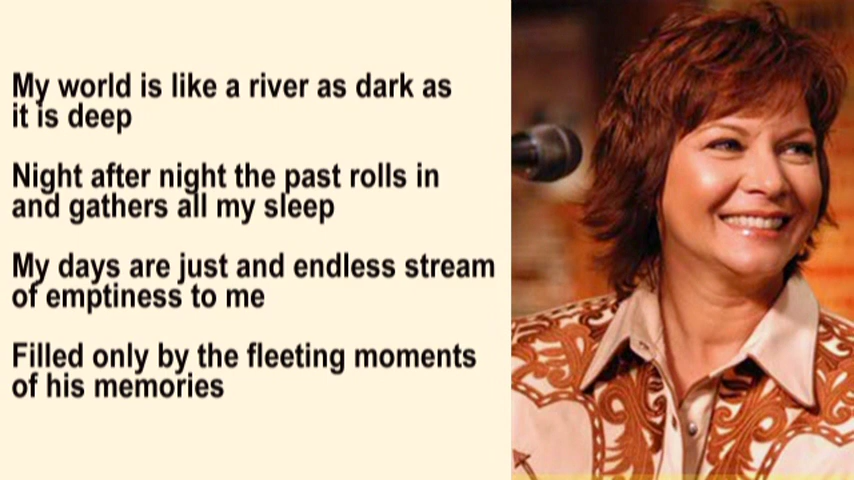 My world is like a river as dark as
it is deep
Night after night the past rolls in
and gathers all my sleep
My days are just and endless stream
of emptiness to me
Filled only by the fleeting moments
of his memories